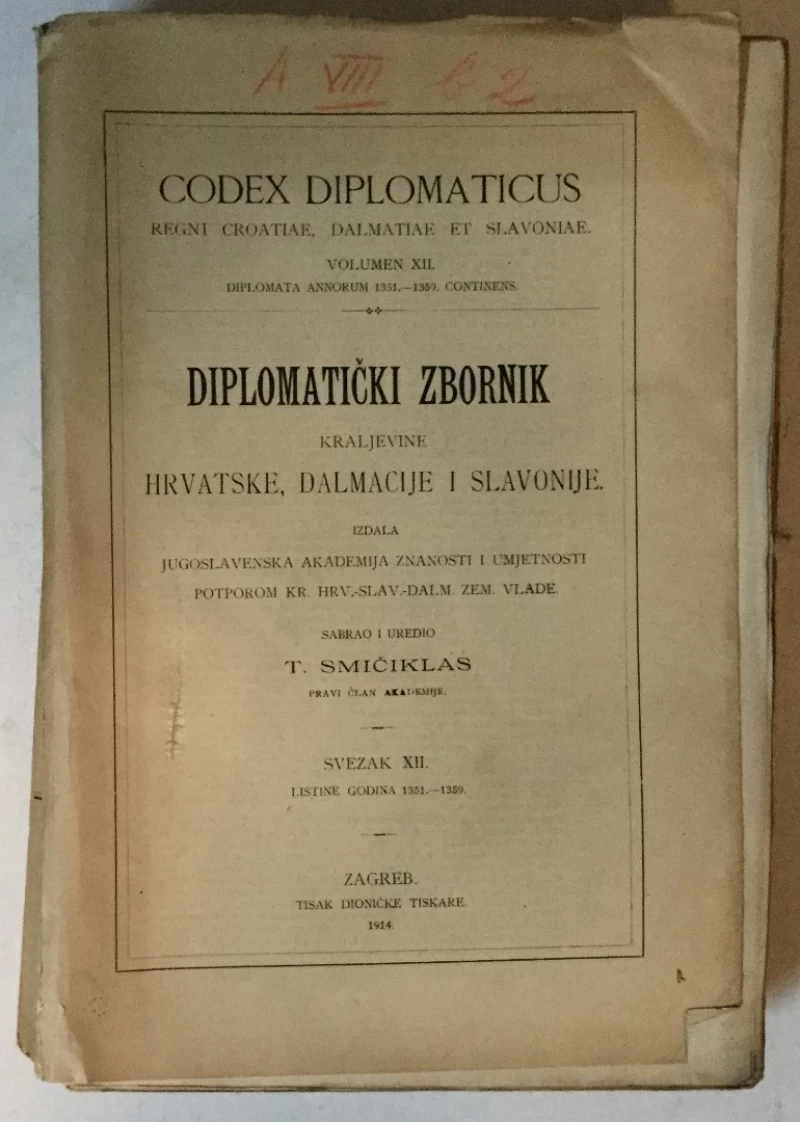 A VIII b 2
CODEX DIPLOMATICUS
REGNI CROATIAE, DALMATIAE ET SLAVONIAE.
VOLUMEN XII.
DIPLOMATA ANNORUM 1351.—1359. CONTINENS.
DIPLOMATIČKI ZBORNIK
KRALJEVINE
HRVATSKE, DALMACIJE I SLAVONIJE.
IZDALA
JUGOSLAVENSKA AKADEMIJA ZNANOSTI I UMJETNOSTI
POTPOROM KR. HRV.-SLAV.-DALM. ZEM. VLADE.
SABRAO I UREDIO
T. SMIČIKLAS
PRAVI ČLAN AKADEMIJE.
SVEZAK XII.
LISTINE GODINA 1351.—1359.
ZAGREB.
TISAK DIONIČKE TISKARE.
1914.